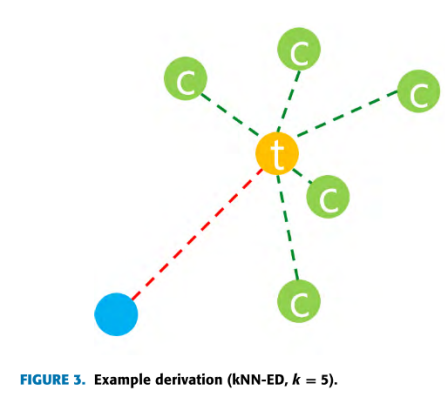 C
C
C
t
C
C
FIGURE 3. Example derivation (kNN-ED, k = 5).